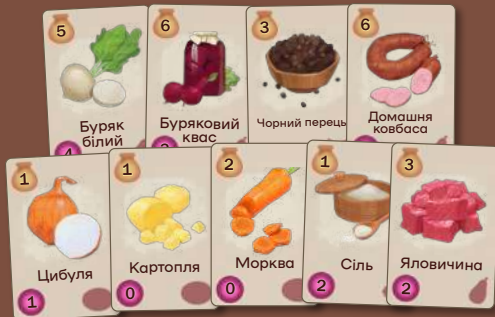 5
6
3
6
Буряк
білий
Буряковий
квас
Чорний перець
Домашня
ковбаса
1
1
2
1
3
Цибуля
Картопля
Морква
Сіль
Яловичина
1
0
0
2
2